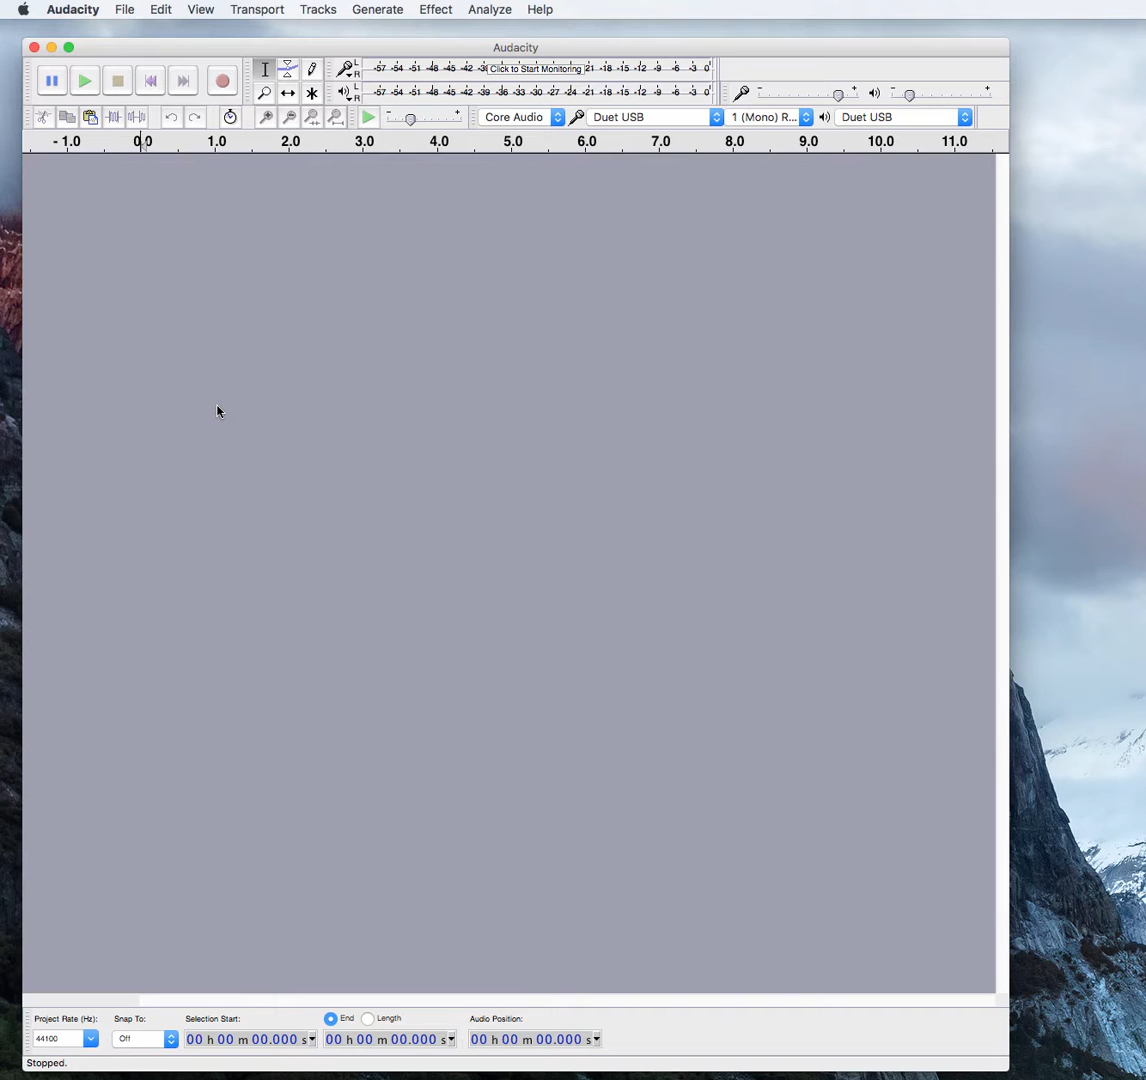 Audacity File Edit View Transport Tracks Generate Effect Analyze Help
Audacity
L
R
-57 -54 -51 -48 -45 -42 -3 Click to Start Monitoring 21 -18 -15 -12 -9 -6 -3 0
L
R
-57 -54 -51 -48 -45 -42 -39 -36 -33 -30 -27 -24 -21 -18 -15 -12 -9 -6 -3 0
Core Audio Duet USB 1 (Mono) R... Duet USB
- 1.0 0.0 1.0 2.0 3.0 4.0 5.0 6.0 7.0 8.0 9.0 10.0 11.0
Project Rate (Hz): Snap To: Selection Start: End Length Audio Position:
44100 Off 00 h 00 m 00.000 s 00 h 00 m 00.000 s 00 h 00 m 00.000 s
Stopped.